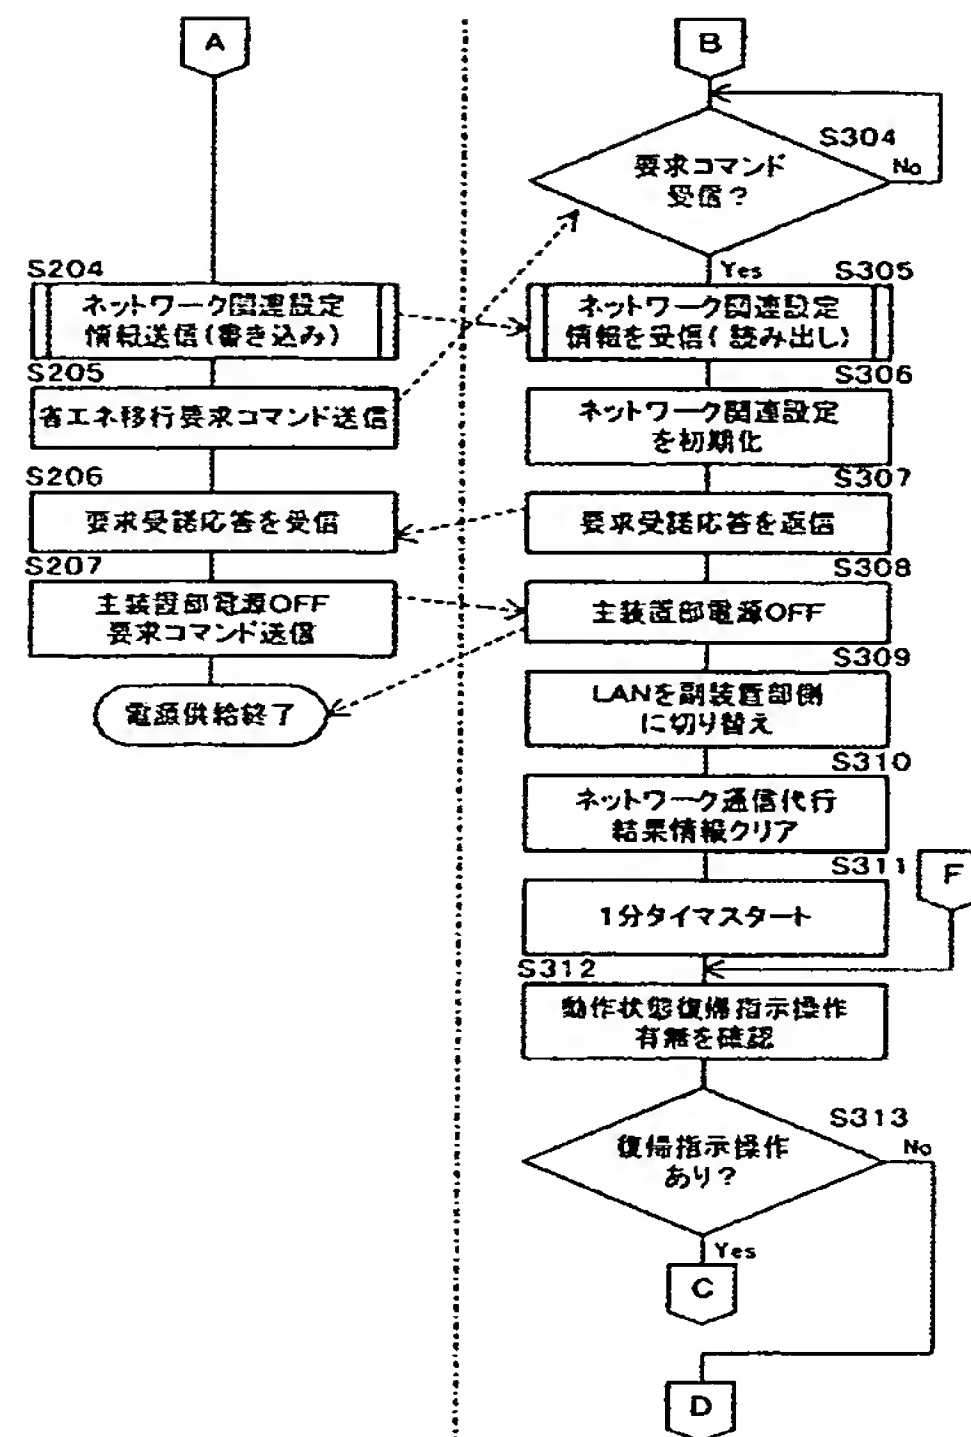 A
S204
ネットワーク関連設定
情報送信(書き込み)
S205
省エネ移行要求コマンド送信
S206
要求受諾応答を受信
S207
主装置部電源OFF
要求コマンド送信
電源供給終了
B
S304
要求コマンド
受信?
No
Yes
S305
ネットワーク関連設定
情報を受信(読み出し)
S306
ネットワーク関連設定
を初期化
S307
要求受諾応答を返信
S308
主装置部電源OFF
S309
LANを副装置部側
に切り替え
S310
ネットワーク通信代行
結果情報クリア
S311
F
1分タイマスタート
S312
動作状態復帰指示操作
有無を確認
S313
復帰指示操作
あり?
No
Yes
C
D